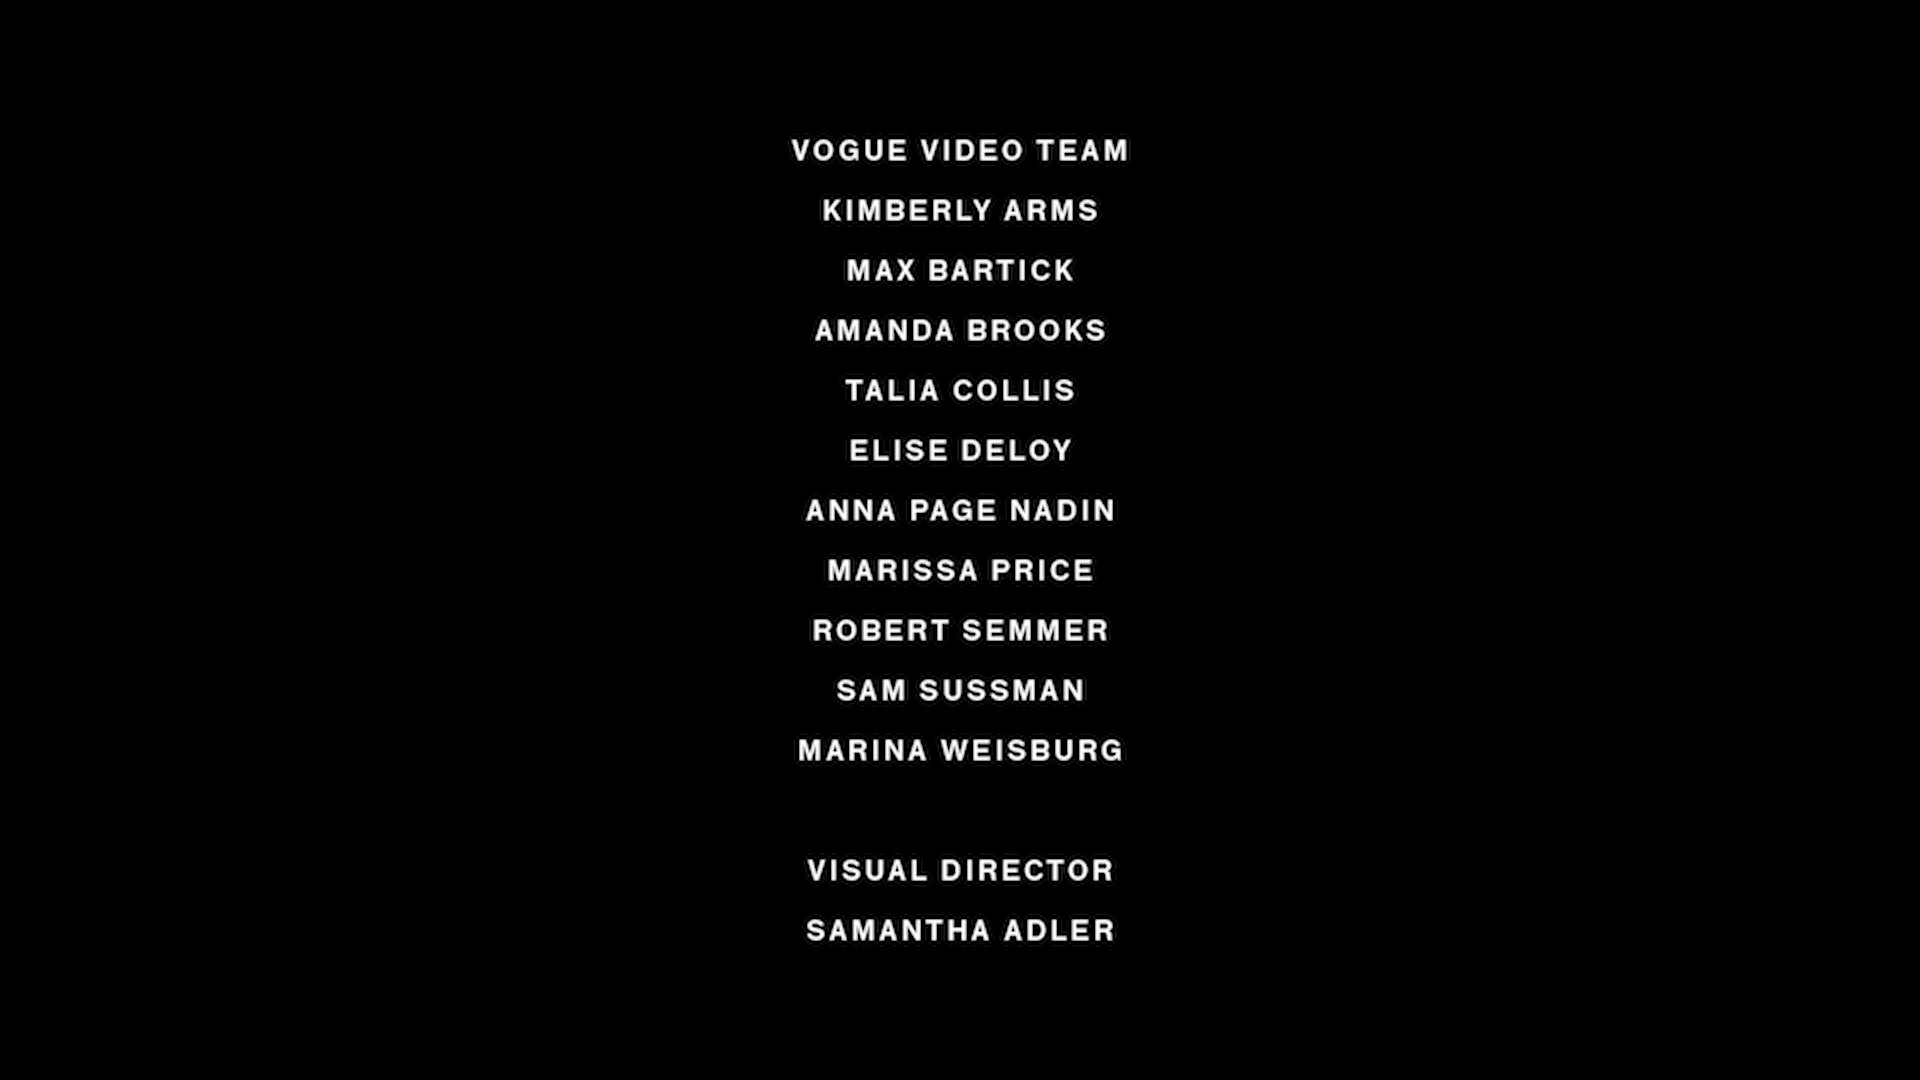 VOGUE VIDEO TEAM
KIMBERLY ARMS
MAX BARTICK
AMANDA BROOKS
TALIA COLLIS
ELISE DELOY
ANNA PAGE NADIN
MARISSA PRICE
ROBERT SEMMER
SAM SUSSMAN
MARINA WEISBURG
VISUAL DIRECTOR
SAMANTHA ADLER